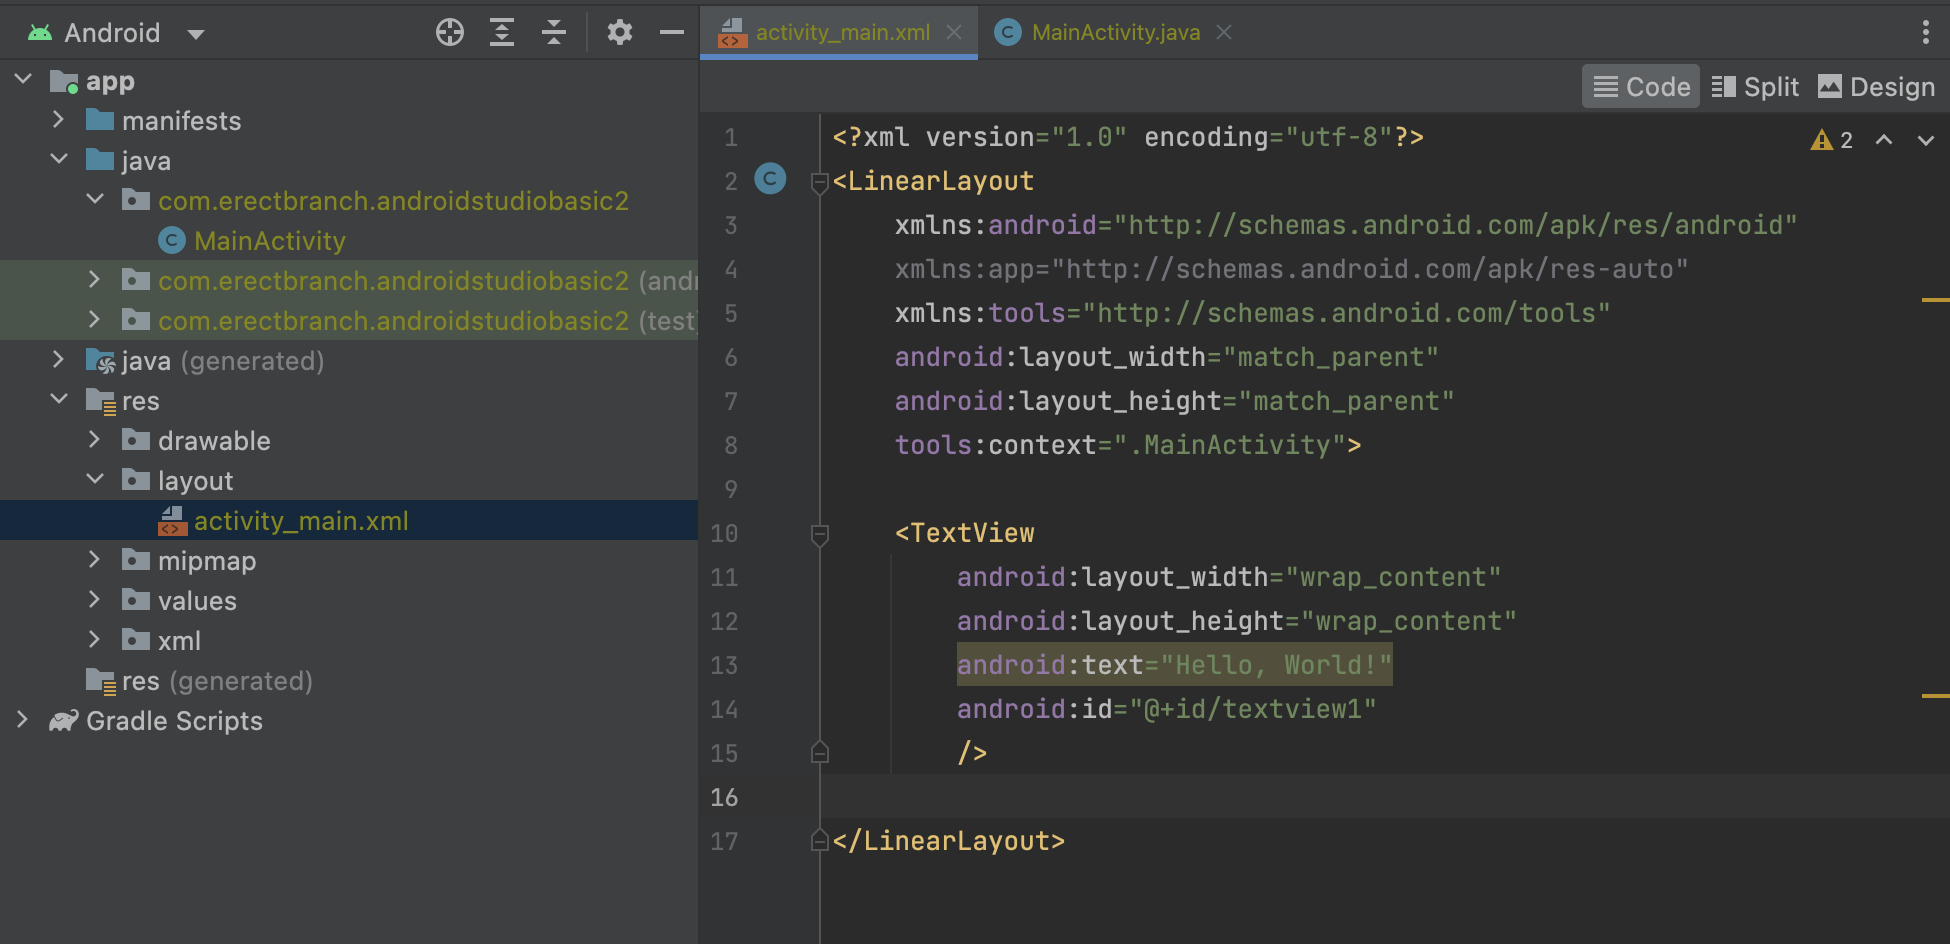 Android
app
manifests
java
com.erectbranch.androidstudiobasic2
MainActivity
com.erectbranch.androidstudiobasic2 (andr
com.erectbranch.androidstudiobasic2 (test)
java (generated)
res
drawable
layout
activity_main.xml
mipmap
values
xml
res (generated)
Gradle Scripts
activity_main.xml
MainActivity.java
Code Split Design
2
1 <?xml version="1.0" encoding="utf-8"?>
2 <LinearLayout
3 xmlns:android="http://schemas.android.com/apk/res/android"
4 xmlns:app="http://schemas.android.com/apk/res-auto"
5 xmlns:tools="http://schemas.android.com/tools"
6 android:layout_width="match_parent"
7 android:layout_height="match_parent"
8 tools:context=".MainActivity">
9
10 <TextView
11 android:layout_width="wrap_content"
12 android:layout_height="wrap_content"
13 android:text="Hello, World!"
14 android:id="@+id/textview1"
15 />
16
17 </LinearLayout>